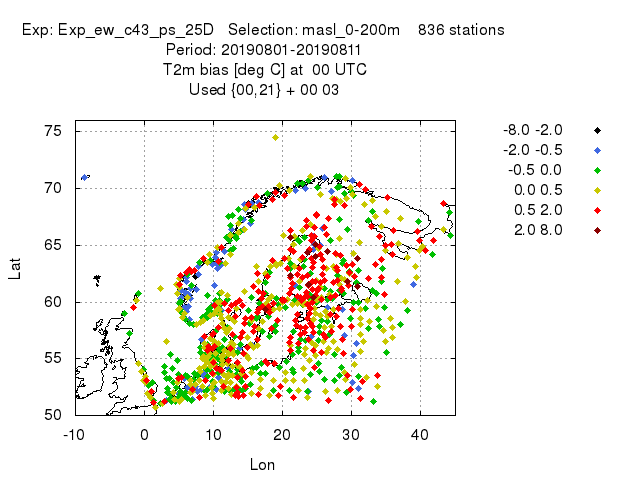 Exp: Exp_ew_c43_ps_25D Selection: masl_0-200m 836 stations
Period: 20190801-20190811
T2m bias [deg C] at 00 UTC
Used {00,21} + 00 03
75
70
65
60
55
50
Lat
-10 0 10 20 30 40
Lon
-8.0 -2.0
-2.0 -0.5
-0.5 0.0
0.0 0.5
0.5 2.0
2.0 8.0